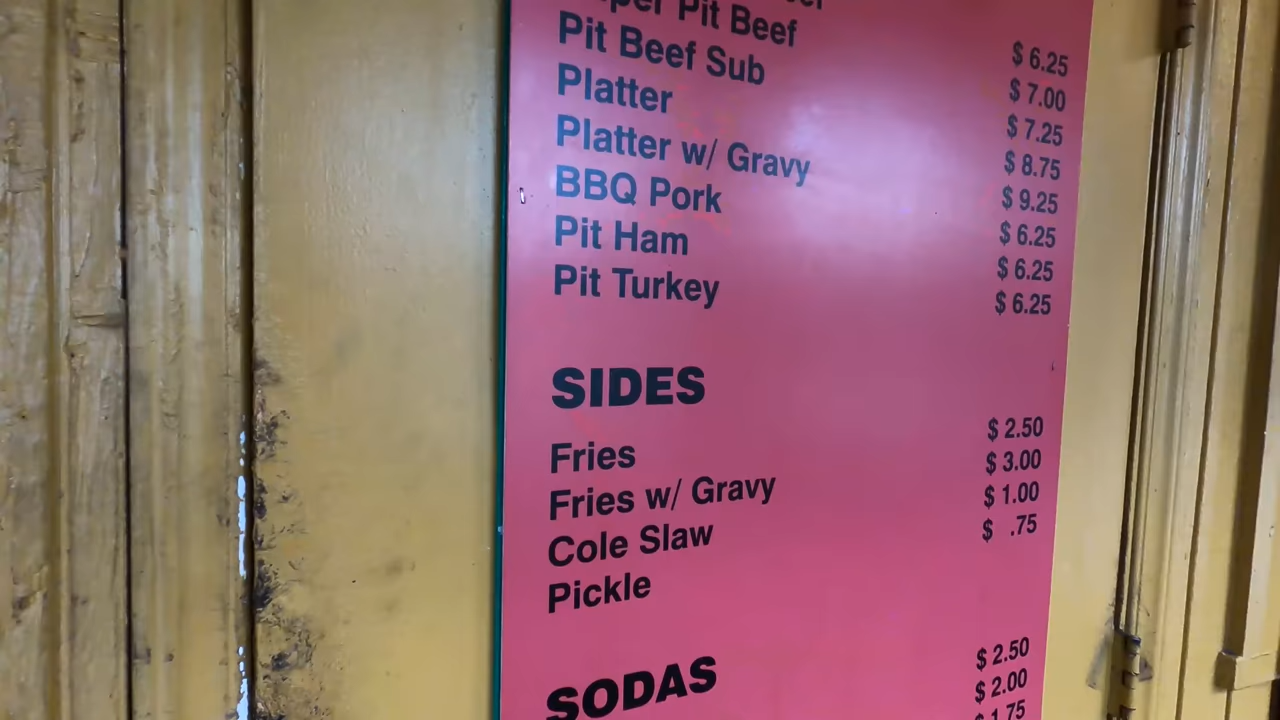 $ 6.25
Pit Beef $ 7.00
Pit Beef Sub $ 7.25
Platter $ 8.75
Platter w/ Gravy $ 9.25
BBQ Pork $ 6.25
Pit Ham $ 6.25
Pit Turkey $ 6.25
SIDES
Fries $ 2.50
Fries w/ Gravy $ 3.00
Cole Slaw $ 1.00
Pickle $ .75
SODAS
$ 2.50
$ 2.00
$ 1.75